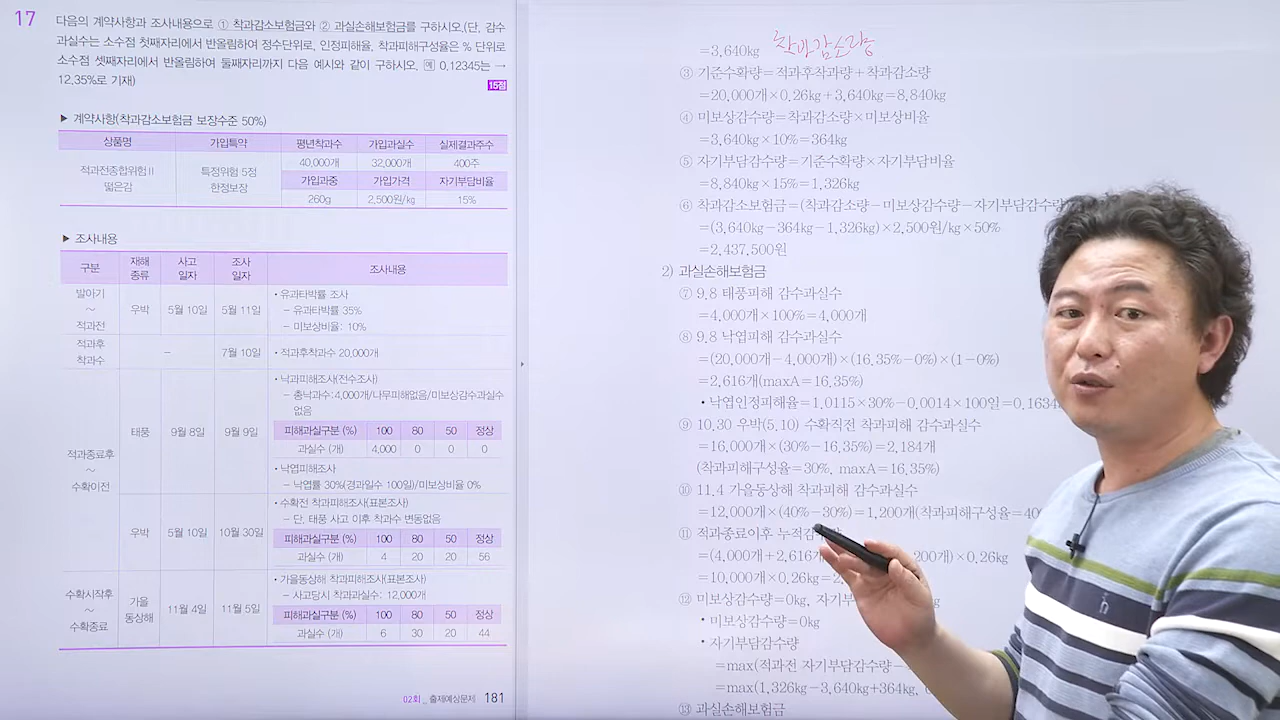 17
다음의 계약사항과 조사내용으로 ① 착과감소보험금와 ② 과실손해보험금를 구하시오.(단, 감수
과실수는 소수점 첫째자리에서 반올림하여 정수단위로, 인정피해율, 착과피해구성율은 % 단위로
소수점 셋째자리에서 반올림하여 둘째자리까지 다음 예시와 같이 구하시오. 예 0.12345는 →
12.35%로 기재)
15점
▶ 계약사항(착과감소보험금 보장수준 50%)
상품명 가입특약 평년착과수 가입과실수 실제결과주수
적과전종합위험Ⅱ 떫은감 특정위험 5점 한정보장 40,000개 32,000개 400주
가입과중 가입가격 자기부담비율
260g 2,500원/kg 15%
▶ 조사내용
구분 재해 종류 사고 일자 조사 일자 조사내용
발아기 ~ 적과전 우박 5월 10일 5월 11일
• 유과타박률 조사
– 유과타박률 35%
– 미보상비율: 10%
적과후 착과수 – 7월 10일 • 적과후착과수 20,000개
적과종료후 ~ 수확이전 태풍 9월 8일 9월 9일
• 낙과피해조사(전수조사)
– 총낙과수:4,000개/나무피해없음/미보상감수과실수
없음
피해과실구분 (%) 100 80 50 정상
과실수 (개) 4,000 0 0 0
• 낙엽피해조사
– 낙엽률 30%(경과일수 100일)/미보상비율 0%
우박 5월 10일 10월 30일
• 수확전 착과피해조사(표본조사)
– 단, 태풍 사고 이후 착과수 변동없음
피해과실구분 (%) 100 80 50 정상
과실수 (개) 4 20 20 56
수확시작후 ~ 수확종료 가을 동상해 11월 4일 11월 5일
• 가을동상해 착과피해조사(표본조사)
– 사고당시 착과과실수: 12,000개
피해과실구분 (%) 100 80 50 정상
과실수 (개) 6 30 20 44
02회 _ 출제예상문제 181
=3,640kg 착과감소량
③ 기준수확량=적과후착과량+착과감소량
=20,000개×0.26kg+3,640kg=8,840kg
④ 미보상감수량=착과감소량×미보상비율
=3,640kg×10%=364kg
⑤ 자기부담감수량=기준수확량×자기부담비율
=8,840kg×15%=1,326kg
⑥ 착과감소보험금=(착과감소량-미보상감수량-자기부담감수량
=(3,640kg-364kg-1,326kg)×2,500원/kg×50%
=2,437,500원
2) 과실손해보험금
⑦ 9.8 태풍피해 감수과실수
=4,000개×100%=4,000개
⑧ 9.8 낙엽피해 감수과실수
=(20,000개-4,000개)×(16.35%-0%)×(1-0%)
=2,616개(maxA=16.35%)
• 낙엽인정피해율=1.0115×30%-0.0014×100일=0.1634
⑨ 10.30 우박(5.10) 수확직전 착과피해 감수과실수
=16,000개×(30%-16.35%)=2,184개
(착과피해구성율=30%, maxA=16.35%)
⑩ 11.4 가을동상해 착과피해 감수과실수
=12,000개×(40%-30%)=1,200개(착과피해구성율=40
⑪ 적과종료이후 누적감
=(4,000개+2,616개 200개)×0.26kg
=10,000개×0.26kg=2
⑫ 미보상감수량=0kg, 자기부 g
• 미보상감수량=0kg
• 자기부담감수량
=max(적과전 자기부담감수량-
=max(1,326kg-3,640kg+364kg,
⑬ 과실손해보험금